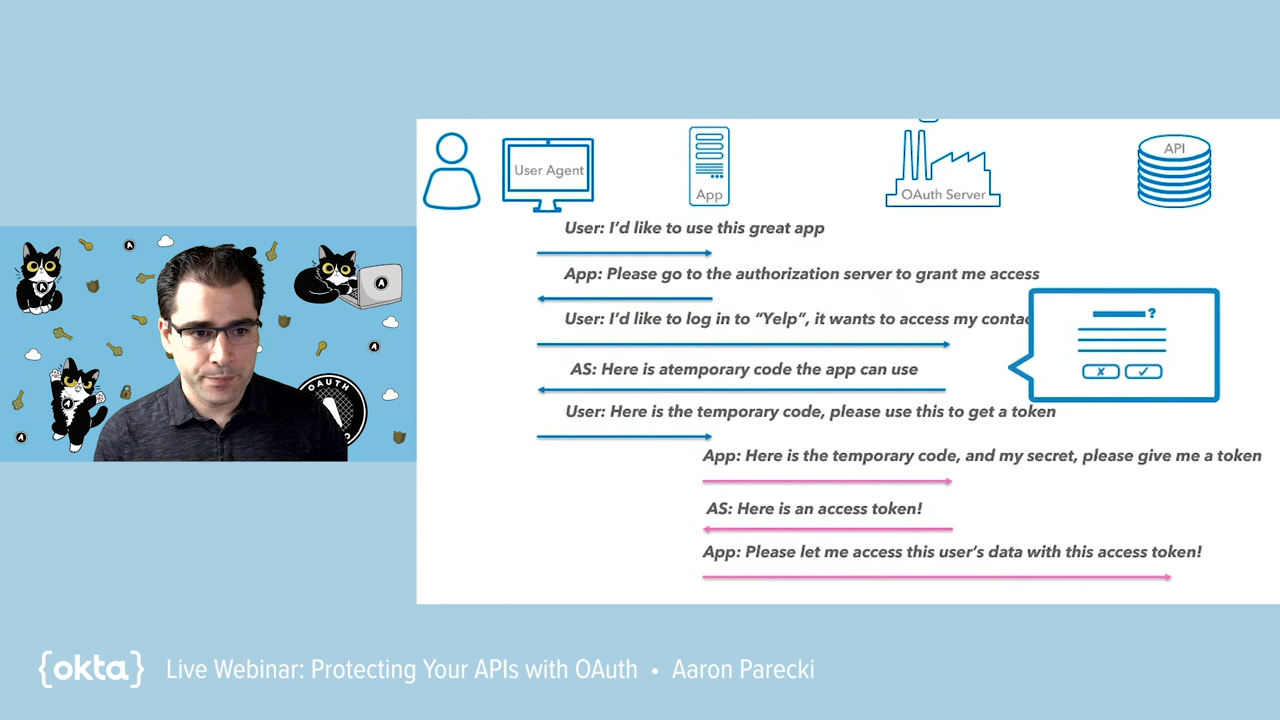 User Agent
App
OAuth Server
API
User: I'd like to use this great app
App: Please go to the authorization server to grant me access
User: I'd like to log in to "Yelp", it wants to access my
?
x ✓
AS: Here is atemporary code the app can use
User: Here is the temporary code, please use this to get a token
App: Here is the temporary code, and my secret, please give me a token
AS: Here is an access token!
App: Please let me access this user's data with this access token!
OAUTH
{okta} Live Webinar: Protecting Your APIs with OAuth • Aaron Parecki